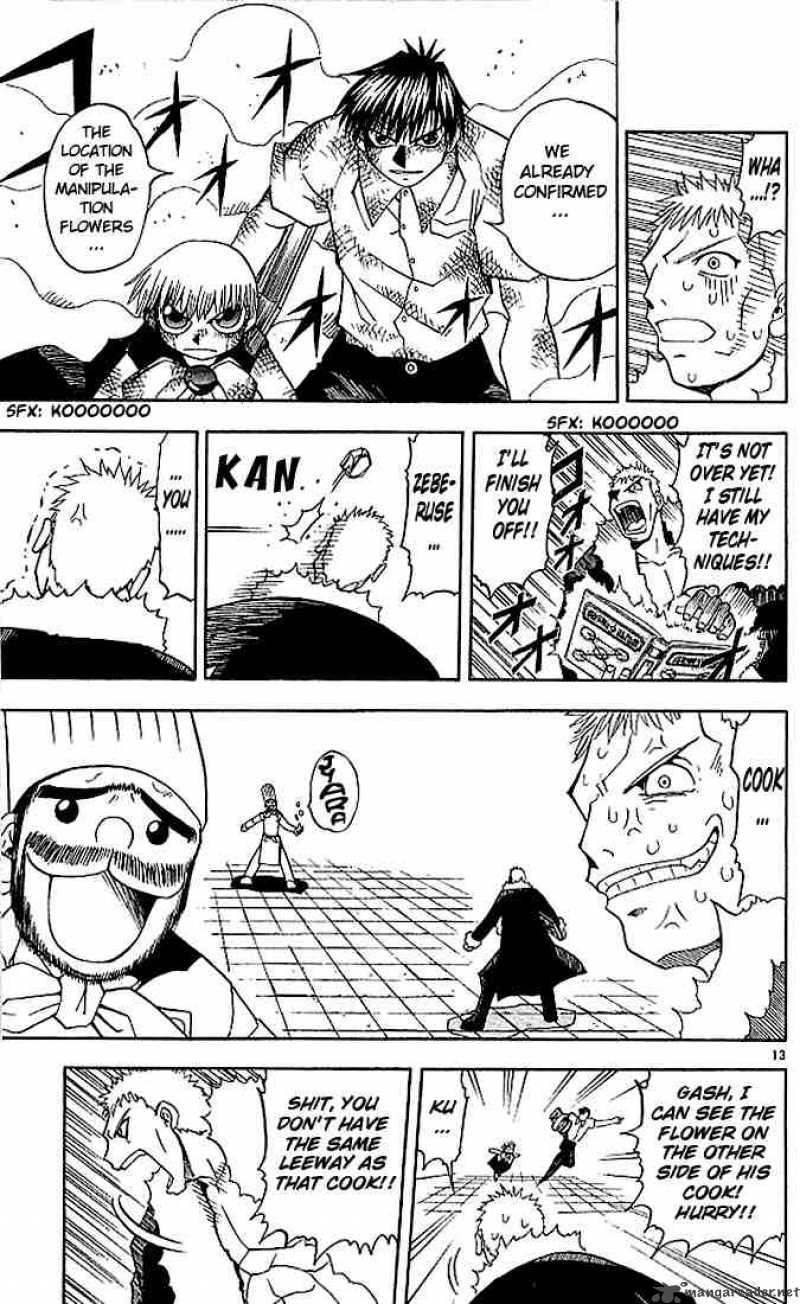 WHA
....!?
WE
ALREADY
CONFIRMED
...
THE
LOCATION
OF THE
MANIPULA-
TION
FLOWERS
...
SFX: KOOOOOOO
SFX: KOOOOOO
IT'S NOT
OVER YET!
I STILL
HAVE MY
TECH-
NIQUES!!
I'LL
FINISH
YOU
OFF!!
ZEBE-
RUSE
...
KAN
...
YOU
.....
COOK
...
JYARA
13
GASH, I
CAN SEE THE
FLOWER ON
THE OTHER
SIDE OF HIS
COOK!
HURRY!!
KU
...
SHIT, YOU
DON'T HAVE
THE SAME
LEEWAY AS
THAT COOK!!
mangareader.net